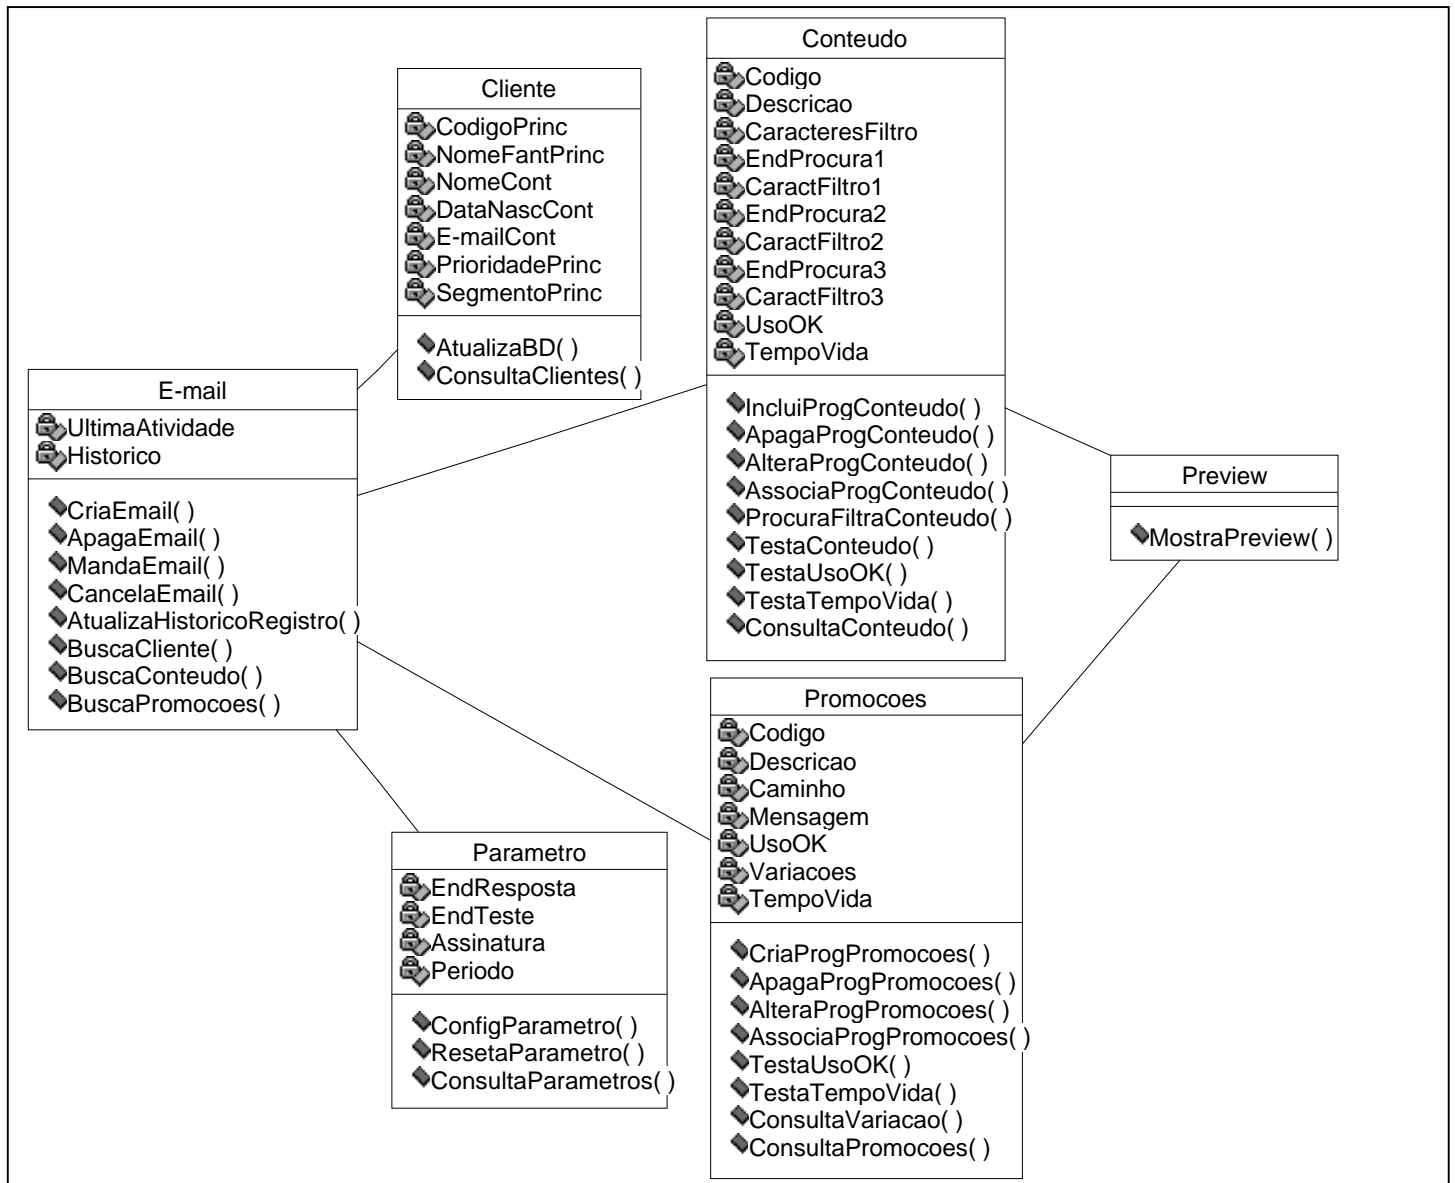 Cliente
CodigoPrinc
NomeFantPrinc
NomeCont
DataNascCont
E-mailCont
PrioridadePrinc
SegmentoPrinc
AtualizaBD( )
ConsultaClientes( )
Conteudo
Codigo
Descricao
CaracteresFiltro
EndProcura1
CaractFiltro1
EndProcura2
CaractFiltro2
EndProcura3
CaractFiltro3
UsoOK
TempoVida
IncluiProgConteudo( )
ApagaProgConteudo( )
AlteraProgConteudo( )
AssociaProgConteudo( )
ProcuraFiltraConteudo( )
TestaConteudo( )
TestaUsoOK( )
TestaTempoVida( )
ConsultaConteudo( )
E-mail
UltimaAtividade
Historico
CriaEmail( )
ApagaEmail( )
MandaEmail( )
CancelaEmail( )
AtualizaHistoricoRegistro( )
BuscaCliente( )
BuscaConteudo( )
BuscaPromocoes( )
Preview
MostraPreview( )
Parametro
EndResposta
EndTeste
Assinatura
Periodo
ConfigParametro( )
ResetaParametro( )
ConsultaParametros( )
Promocoes
Codigo
Descricao
Caminho
Mensagem
UsoOK
Variacoes
TempoVida
CriaProgPromocoes( )
ApagaProgPromocoes( )
AlteraProgPromocoes( )
AssociaProgPromocoes( )
TestaUsoOK( )
TestaTempoVida( )
ConsultaVariacao( )
ConsultaPromocoes( )